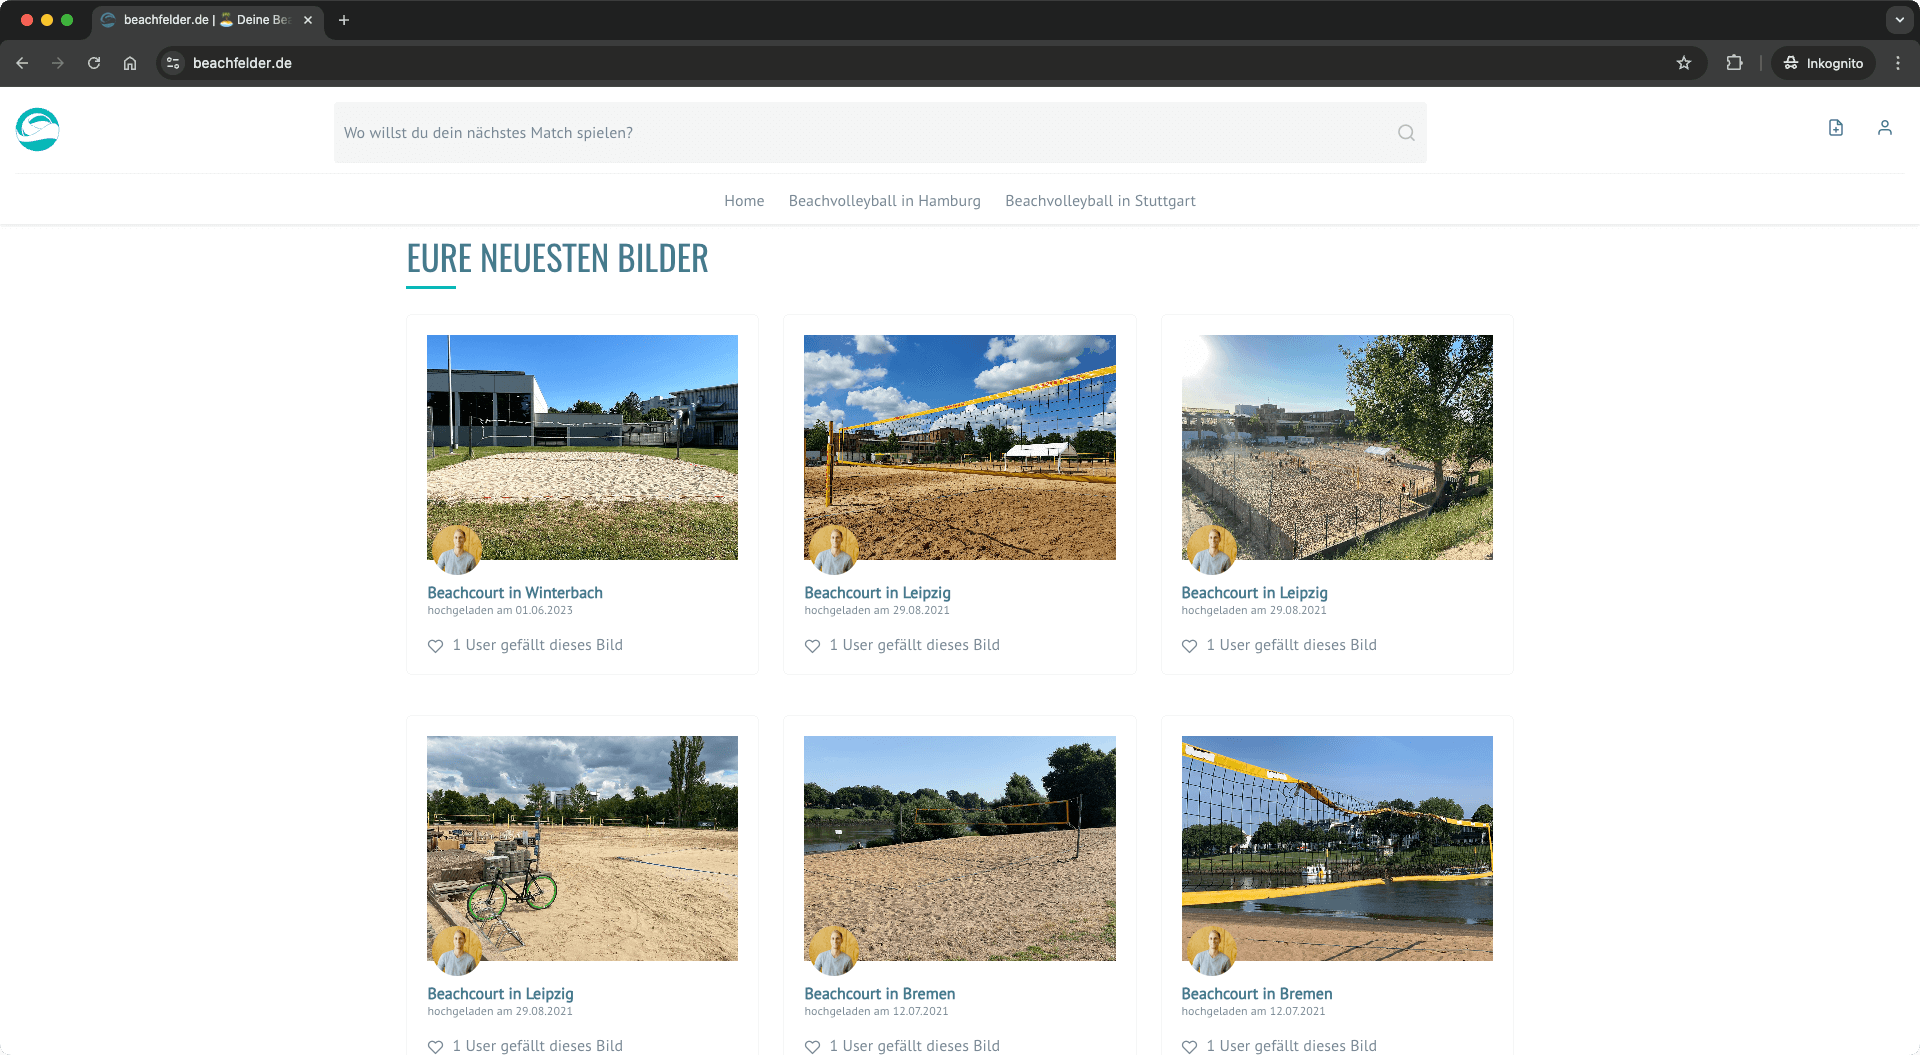 beachfelder.de | 🏝 Deine Be
beachfelder.de
Inkognito
Wo willst du dein nächstes Match spielen?
Home Beachvolleyball in Hamburg Beachvolleyball in Stuttgart
EURE NEUESTEN BILDER
Beachcourt in Winterbach
hochgeladen am 01.06.2023
1 User gefällt dieses Bild
Beachcourt in Leipzig
hochgeladen am 29.08.2021
1 User gefällt dieses Bild
Beachcourt in Leipzig
hochgeladen am 29.08.2021
1 User gefällt dieses Bild
Beachcourt in Leipzig
hochgeladen am 29.08.2021
1 User gefällt dieses Bild
Beachcourt in Bremen
hochgeladen am 12.07.2021
1 User gefällt dieses Bild
Beachcourt in Bremen
hochgeladen am 12.07.2021
1 User gefällt dieses Bild